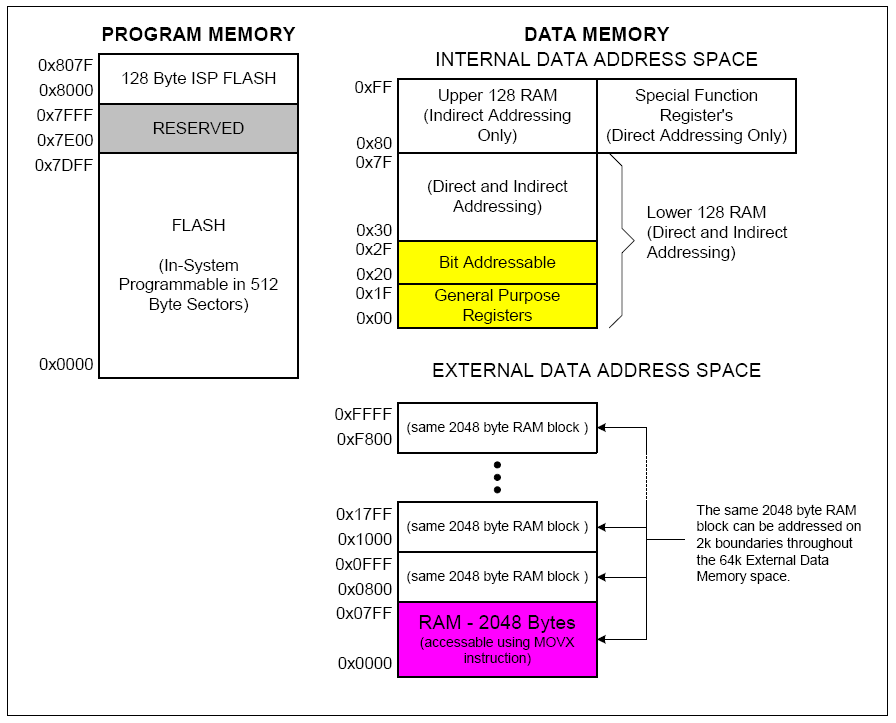 PROGRAM MEMORY
0x807F
0x8000
128 Byte ISP FLASH
0x7FFF
0x7E00
RESERVED
0x7DFF
FLASH
(In-System
Programmable in 512
Byte Sectors)
0x0000
DATA MEMORY
INTERNAL DATA ADDRESS SPACE
0xFF
0x80
Upper 128 RAM
(Indirect Addressing
Only)
Special Function
Register's
(Direct Addressing Only)
0x7F
0x30
(Direct and Indirect
Addressing)
0x2F
0x20
Bit Addressable
0x1F
0x00
General Purpose
Registers
Lower 128 RAM
(Direct and Indirect
Addressing)
EXTERNAL DATA ADDRESS SPACE
0xFFFF
0xF800
(same 2048 byte RAM block )
0x17FF
0x1000
(same 2048 byte RAM block )
0x0FFF
0x0800
(same 2048 byte RAM block )
0x07FF
0x0000
RAM - 2048 Bytes
(accessable using MOVX
instruction)
The same 2048 byte RAM
block can be addressed on
2k boundaries throughout
the 64k External Data
Memory space.